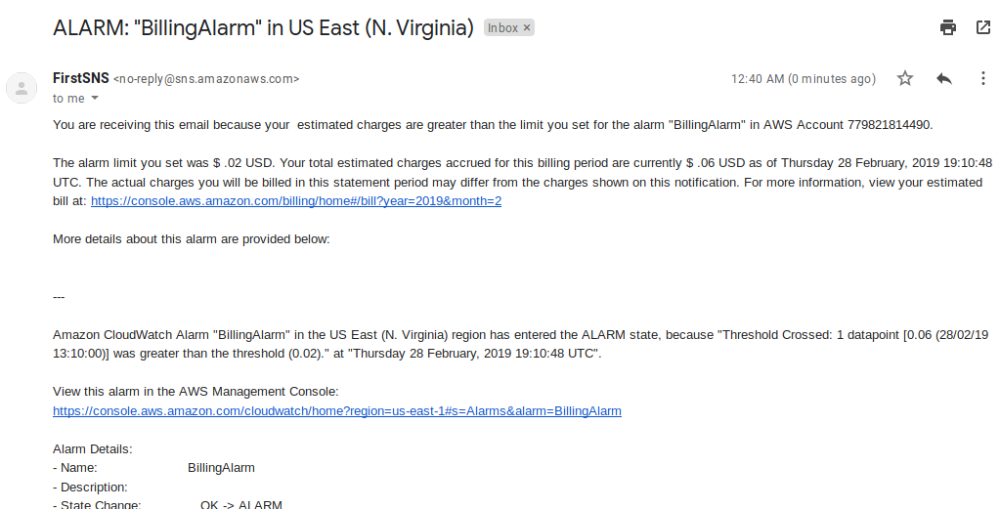 ALARM: "BillingAlarm" in US East (N. Virginia) Inbox ×
FirstSNS <no-reply@sns.amazonaws.com> 12:40 AM (0 minutes ago)
to me
You are receiving this email because your  estimated charges are greater than the limit you set for the alarm "BillingAlarm" in AWS Account 779821814490.
The alarm limit you set was $ .02 USD. Your total estimated charges accrued for this billing period are currently $ .06 USD as of Thursday 28 February, 2019 19:10:48
UTC. The actual charges you will be billed in this statement period may differ from the charges shown on this notification. For more information, view your estimated
bill at: https://console.aws.amazon.com/billing/home#/bill?year=2019&month=2
More details about this alarm are provided below:
---
Amazon CloudWatch Alarm "BillingAlarm" in the US East (N. Virginia) region has entered the ALARM state, because "Threshold Crossed: 1 datapoint [0.06 (28/02/19
13:10:00)] was greater than the threshold (0.02)." at "Thursday 28 February, 2019 19:10:48 UTC".
View this alarm in the AWS Management Console:
https://console.aws.amazon.com/cloudwatch/home?region=us-east-1#s=Alarms&alarm=BillingAlarm
Alarm Details:
- Name: BillingAlarm
- Description:
- State Change: OK -> ALARM